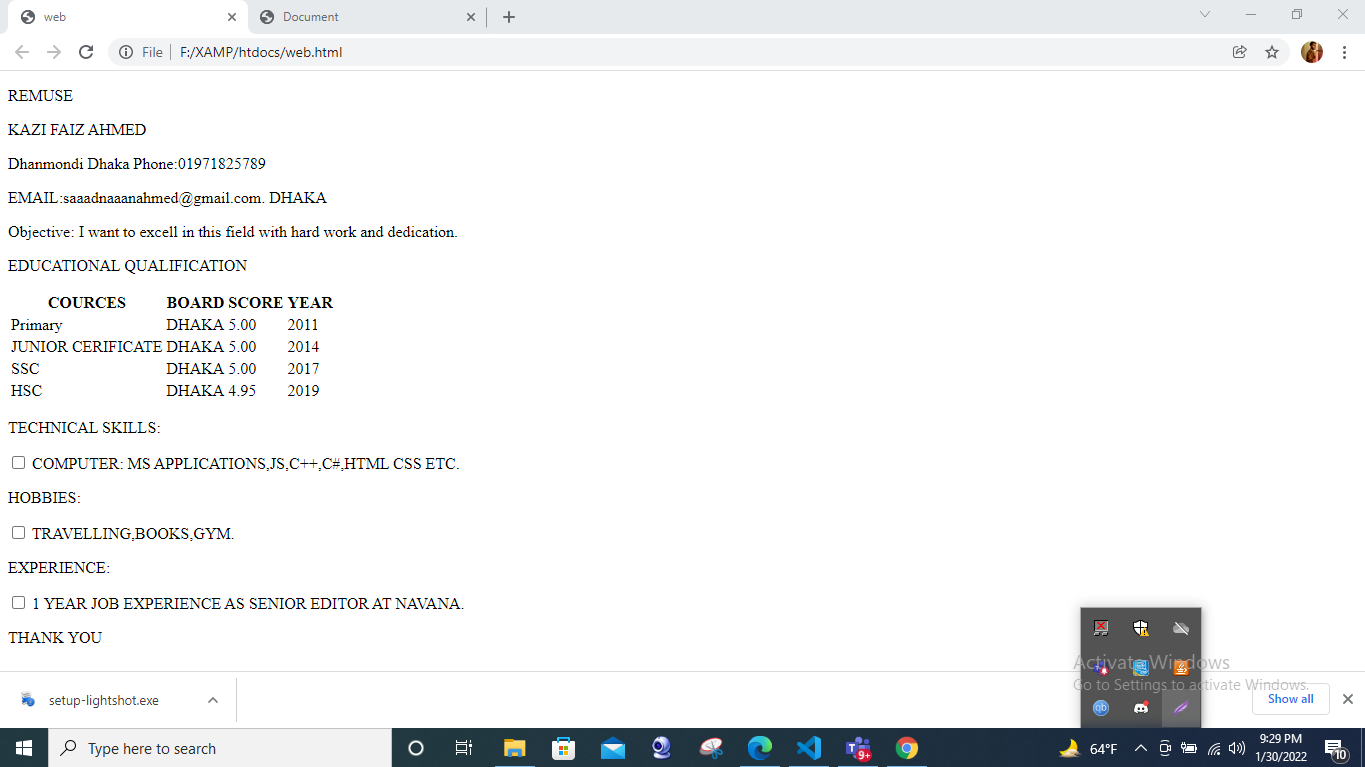 web
Document
File
F:/XAMP/htdocs/web.html
REMUSE
KAZI FAIZ AHMED
Dhanmondi Dhaka Phone:01971825789
EMAIL:saaadnaaanahmed@gmail.com. DHAKA
Objective: I want to excell in this field with hard work and dedication.
EDUCATIONAL QUALIFICATION
COURCES BOARD SCORE YEAR
Primary DHAKA 5.00 2011
JUNIOR CERIFICATE DHAKA 5.00 2014
SSC DHAKA 5.00 2017
HSC DHAKA 4.95 2019
TECHNICAL SKILLS:
COMPUTER: MS APPLICATIONS,JS,C++,C#,HTML CSS ETC.
HOBBIES:
TRAVELLING,BOOKS,GYM.
EXPERIENCE:
1 YEAR JOB EXPERIENCE AS SENIOR EDITOR AT NAVANA.
THANK YOU
Activate Windows
Go to Settings to activate Windows.
qb
setup-lightshot.exe
Show all
Type here to search
9+
64°F
9:29 PM
1/30/2022
10